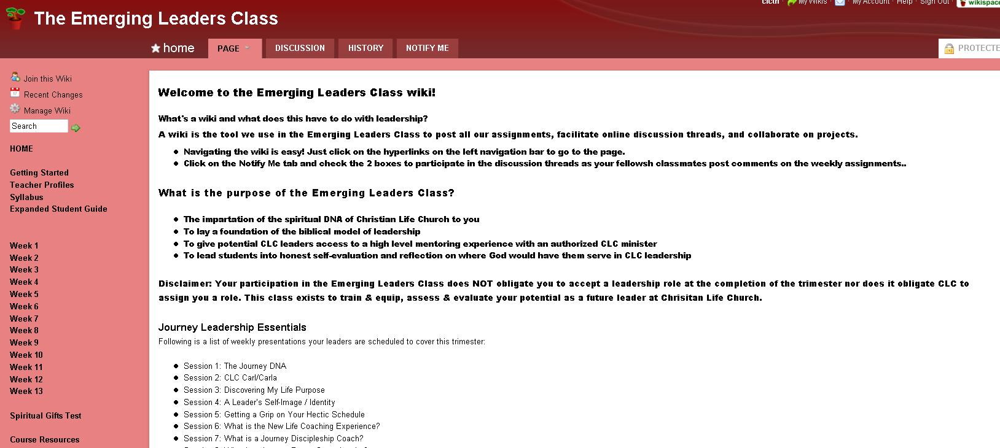 clcth · My Wikis · My Account · Help · Sign Out · wikispace
The Emerging Leaders Class
home PAGE DISCUSSION HISTORY NOTIFY ME PROTECTE
Join this Wiki
Recent Changes
Manage Wiki
Search
HOME
Getting Started
Teacher Profiles
Syllabus
Expanded Student Guide
Week 1
Week 2
Week 3
Week 4
Week 5
Week 6
Week 7
Week 8
Week 9
Week 10
Week 11
Week 12
Week 13
Spiritual Gifts Test
Course Resources
Welcome to the Emerging Leaders Class wiki!
What's a wiki and what does this have to do with leadership?
A wiki is the tool we use in the Emerging Leaders Class to post all our assignments, facilitate online discussion threads, and collaborate on projects.
Navigating the wiki is easy! Just click on the hyperlinks on the left navigation bar to go to the page.
Click on the Notify Me tab and check the 2 boxes to participate in the discussion threads as your fellowsh classmates post comments on the weekly assignments..
What is the purpose of the Emerging Leaders Class?
The impartation of the spiritual DNA of Christian Life Church to you
To lay a foundation of the biblical model of leadership
To give potential CLC leaders access to a high level mentoring experience with an authorized CLC minister
To lead students into honest self-evaluation and reflection on where God would have them serve in CLC leadership
Disclaimer: Your participation in the Emerging Leaders Class does NOT obligate you to accept a leadership role at the completion of the trimester nor does it obligate CLC to
assign you a role. This class exists to train & equip, assess & evaluate your potential as a future leader at Chrisitan Life Church.
Journey Leadership Essentials
Following is a list of weekly presentations your leaders are scheduled to cover this trimester:
Session 1: The Journey DNA
Session 2: CLC Carl/Carla
Session 3: Discovering My Life Purpose
Session 4: A Leader's Self-Image / Identity
Session 5: Getting a Grip on Your Hectic Schedule
Session 6: What is the New Life Coaching Experience?
Session 7: What is a Journey Discipleship Coach?